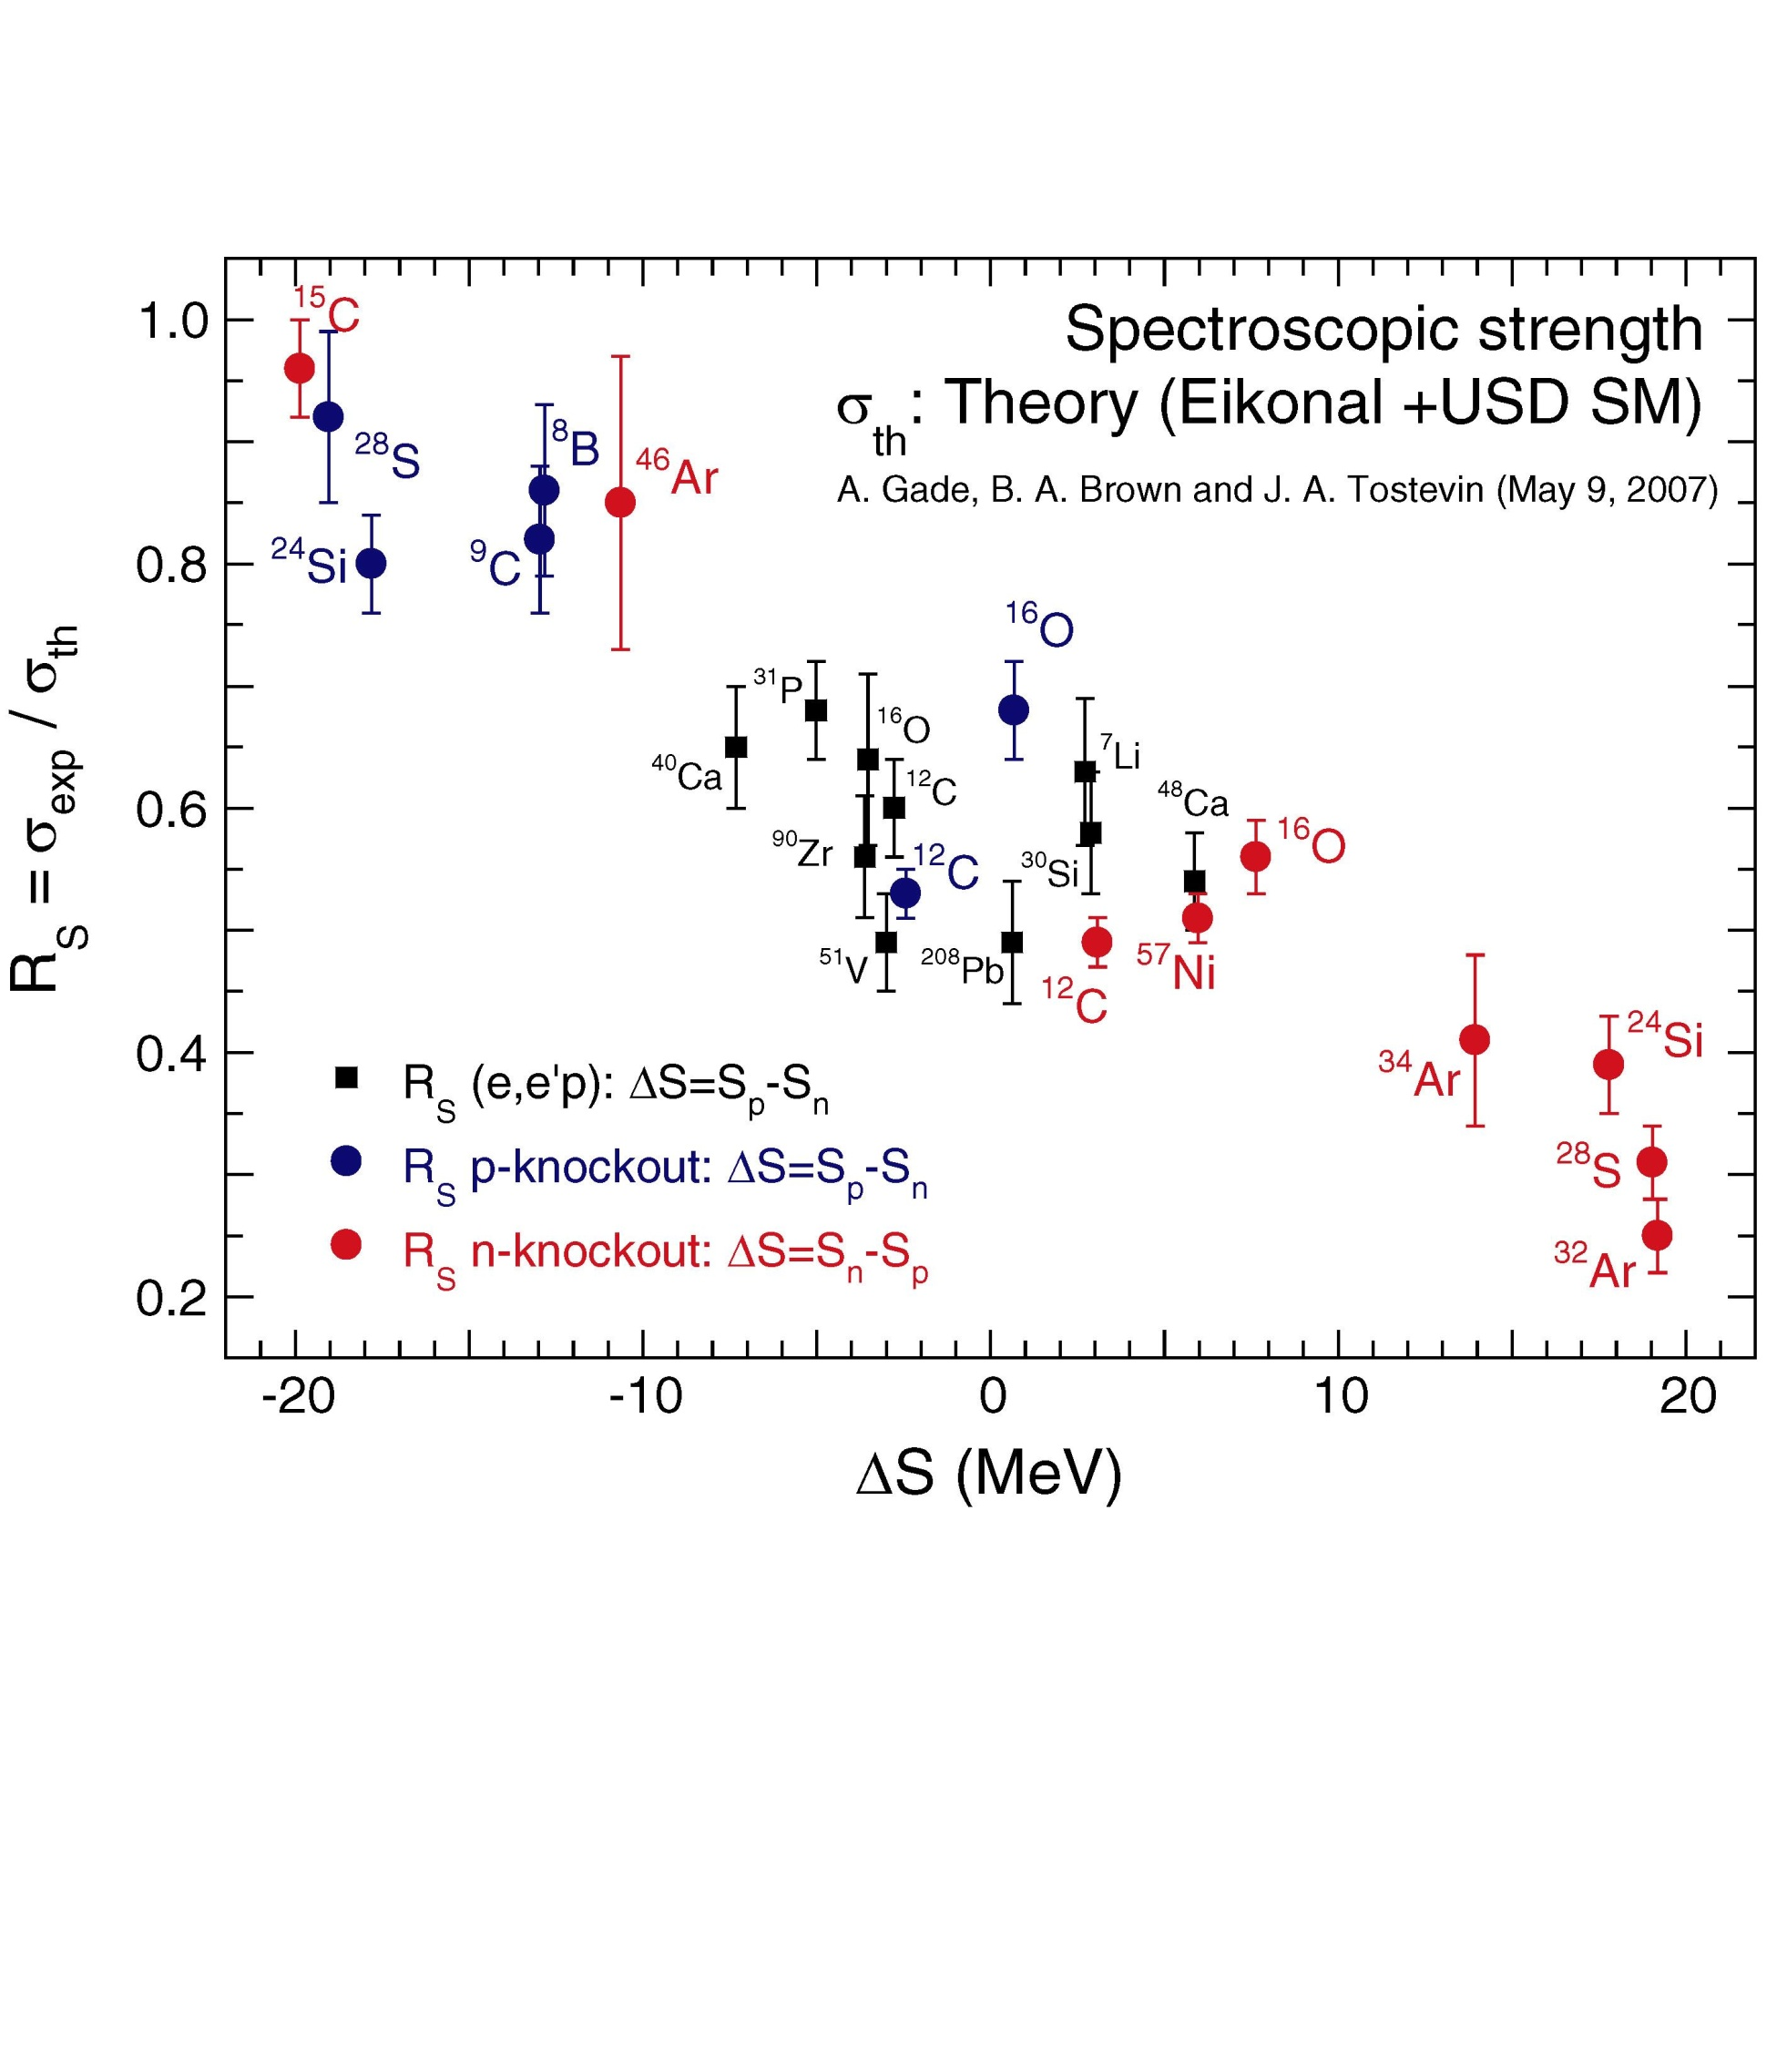 Spectroscopic strength
σth: Theory (Eikonal +USD SM)
A. Gade, B. A. Brown and J. A. Tostevin (May 9, 2007)
RS = σexp / σth
1.0
0.8
0.6
0.4
0.2
15C
28S
24Si
8B
9C
46Ar
16O
31P
16O
40Ca
7Li
12C
48Ca
90Zr
12C
30Si
16O
51V
208Pb
12C
57Ni
24Si
34Ar
28S
32Ar
RS (e,e'p): ΔS=Sp-Sn
RS p-knockout: ΔS=Sp-Sn
RS n-knockout: ΔS=Sn-Sp
-20
-10
0
10
20
ΔS (MeV)